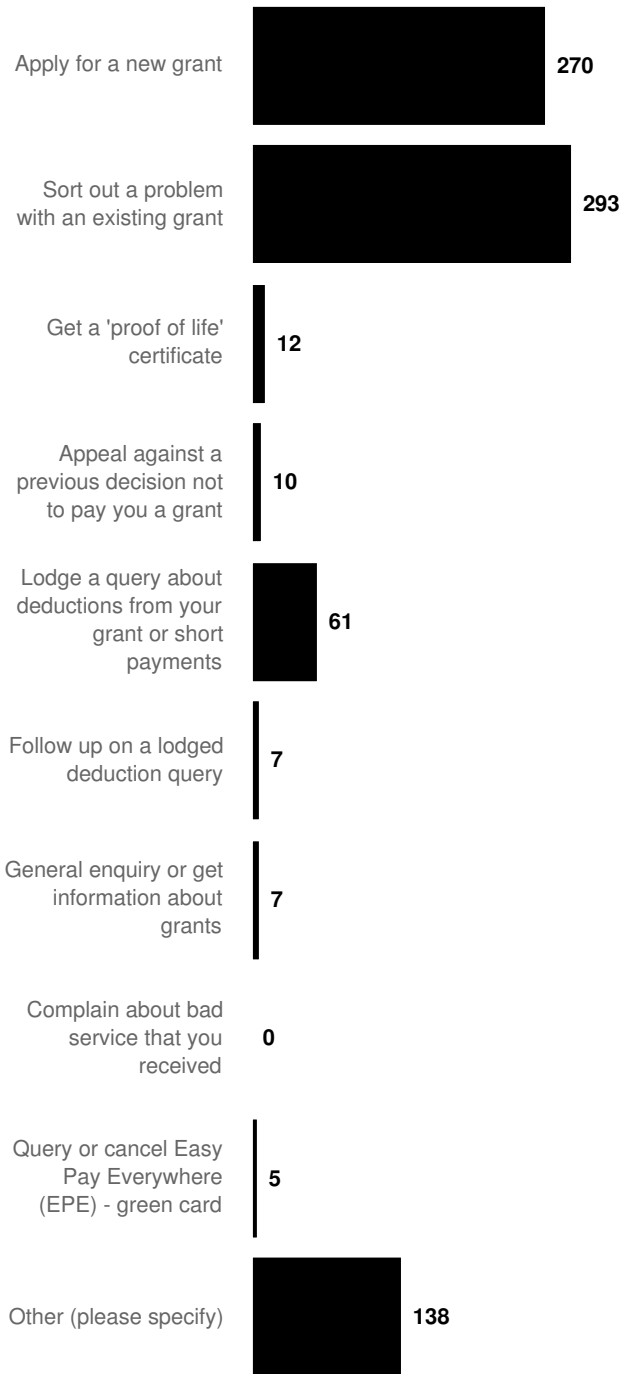 Apply for a new grant
270
Sort out a problem
with an existing grant
293
Get a 'proof of life'
certificate
12
Appeal against a
previous decision not
to pay you a grant
10
Lodge a query about
deductions from your
grant or short
payments
61
Follow up on a lodged
deduction query
7
General enquiry or get
information about
grants
7
Complain about bad
service that you
received
0
Query or cancel Easy
Pay Everywhere
(EPE) - green card
5
Other (please specify)
138